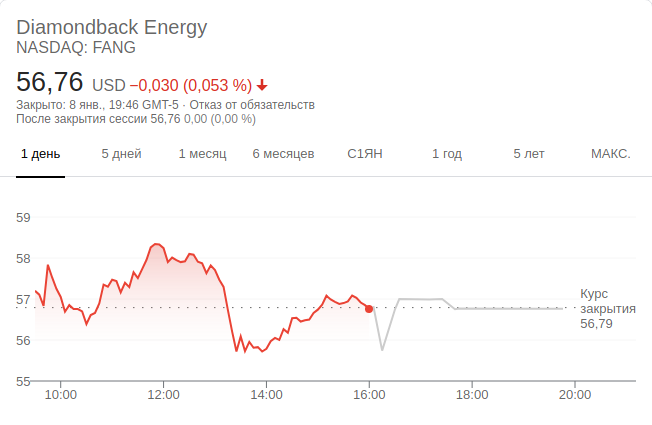 Diamondback Energy
NASDAQ: FANG
56,76 USD −0,030 (0,053 %)
Закрыто: 8 янв., 19:46 GMT-5 · Отказ от обязательств
После закрытия сессии 56,76 0,00 (0,00 %)
1 день 5 дней 1 месяц 6 месяцев С1ЯН 1 год 5 лет МАКС.
59
58
57
56
55
Курс
закрытия
56,79
10:00 12:00 14:00 16:00 18:00 20:00